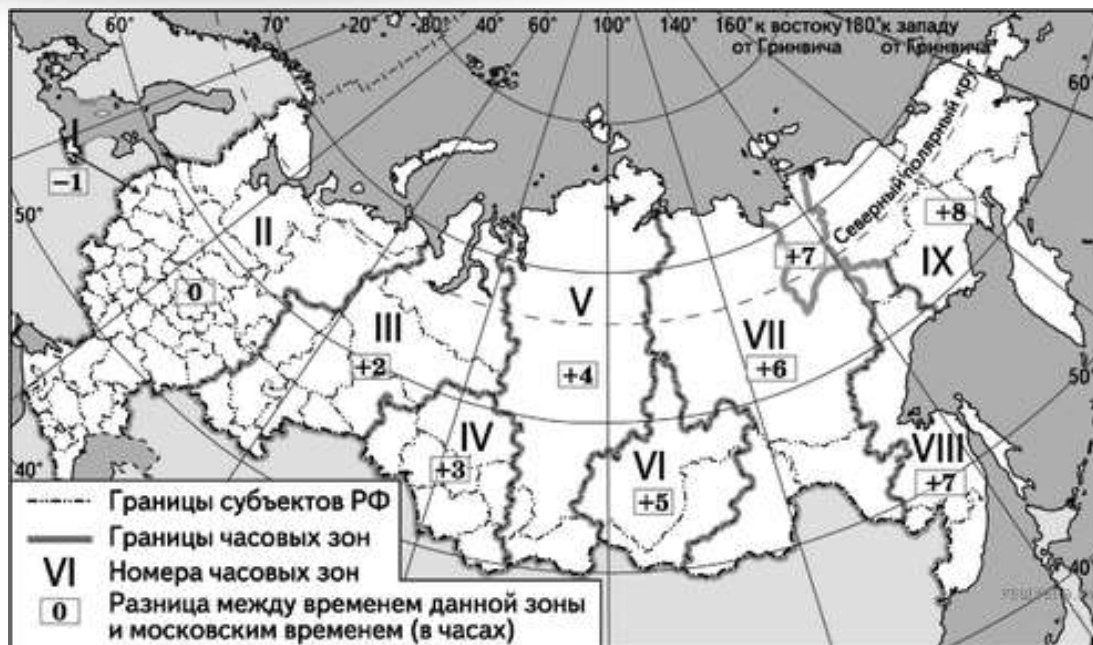 60° 70° 80° 20° 40° 60° 100° 140° 160° к востоку 180° к западу
от Гринвича от Гринвича
60°
Северный полярный круг
I
-1
50°
II
0
III
+2
IV
+3
V
+4
VI
+5
VII
+6
+7
+8
IX
VIII
+7
50°
40°
40°
Границы субъектов РФ
Границы часовых зон
VI Номера часовых зон
0 Разница между временем данной зоны
и московским временем (в часах)